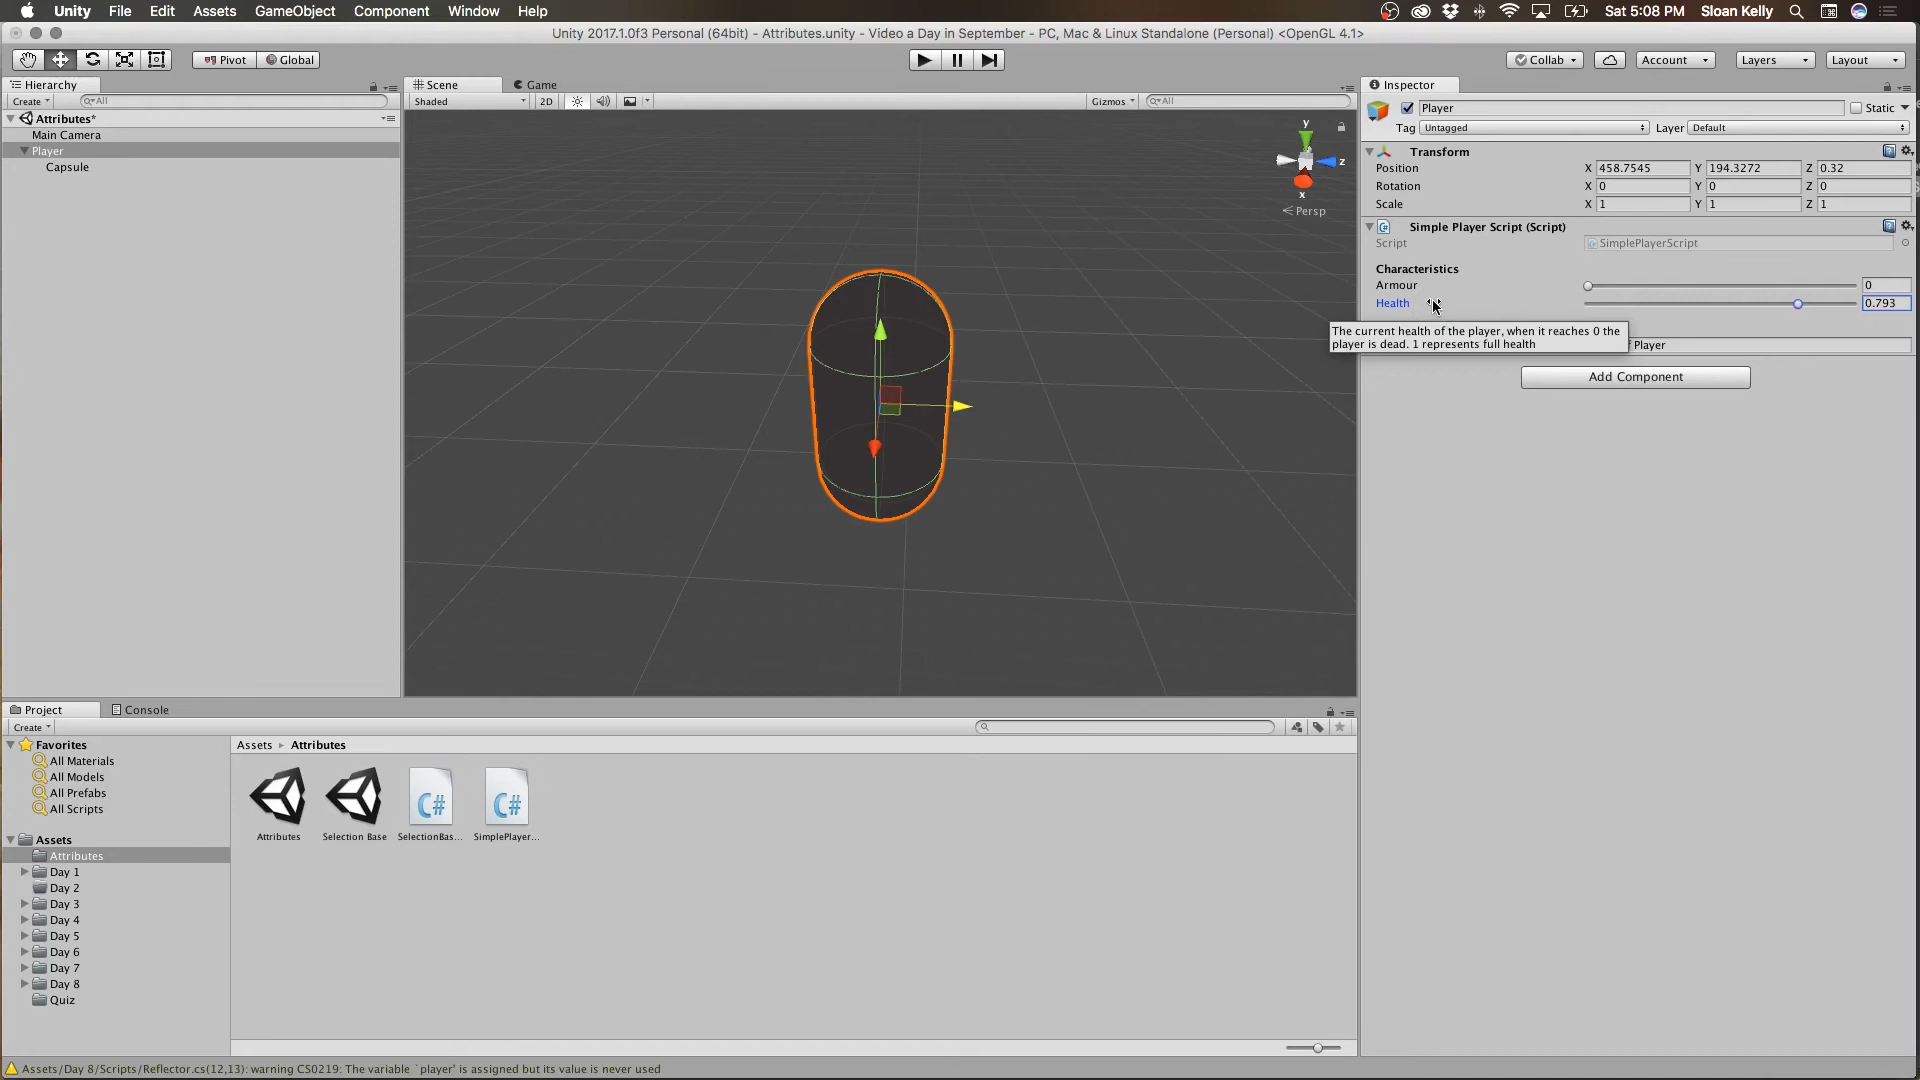 Unity File Edit Assets GameObject Component Window Help
Sat 5:08 PM Sloan Kelly
Unity 2017.1.0f3 Personal (64bit) - Attributes.unity - Video a Day in September - PC, Mac & Linux Standalone (Personal) <OpenGL 4.1>
Pivot Global
Collab Account Layers Layout
Hierarchy
Create All
Attributes*
Main Camera
Player
Capsule
Scene Game
Shaded 2D Gizmos All
y
z
x
Persp
Inspector
Player Static
Tag Untagged Layer Default
Transform
Position X 458.7545 Y 194.3272 Z 0.32
Rotation X 0 Y 0 Z 0
Scale X 1 Y 1 Z 1
C# Simple Player Script (Script)
Script SimplePlayerScript
Characteristics
Armour 0
Health 0.793
The current health of the player, when it reaches 0 the
player is dead. 1 represents full health
Player
Add Component
Project Console
Create
Favorites
All Materials
All Models
All Prefabs
All Scripts
Assets
Attributes
Day 1
Day 2
Day 3
Day 4
Day 5
Day 6
Day 7
Day 8
Quiz
Assets ▸ Attributes
C# C#
Attributes Selection Base SelectionBas... SimplePlayer...
Assets/Day 8/Scripts/Reflector.cs(12,13): warning CS0219: The variable `player' is assigned but its value is never used